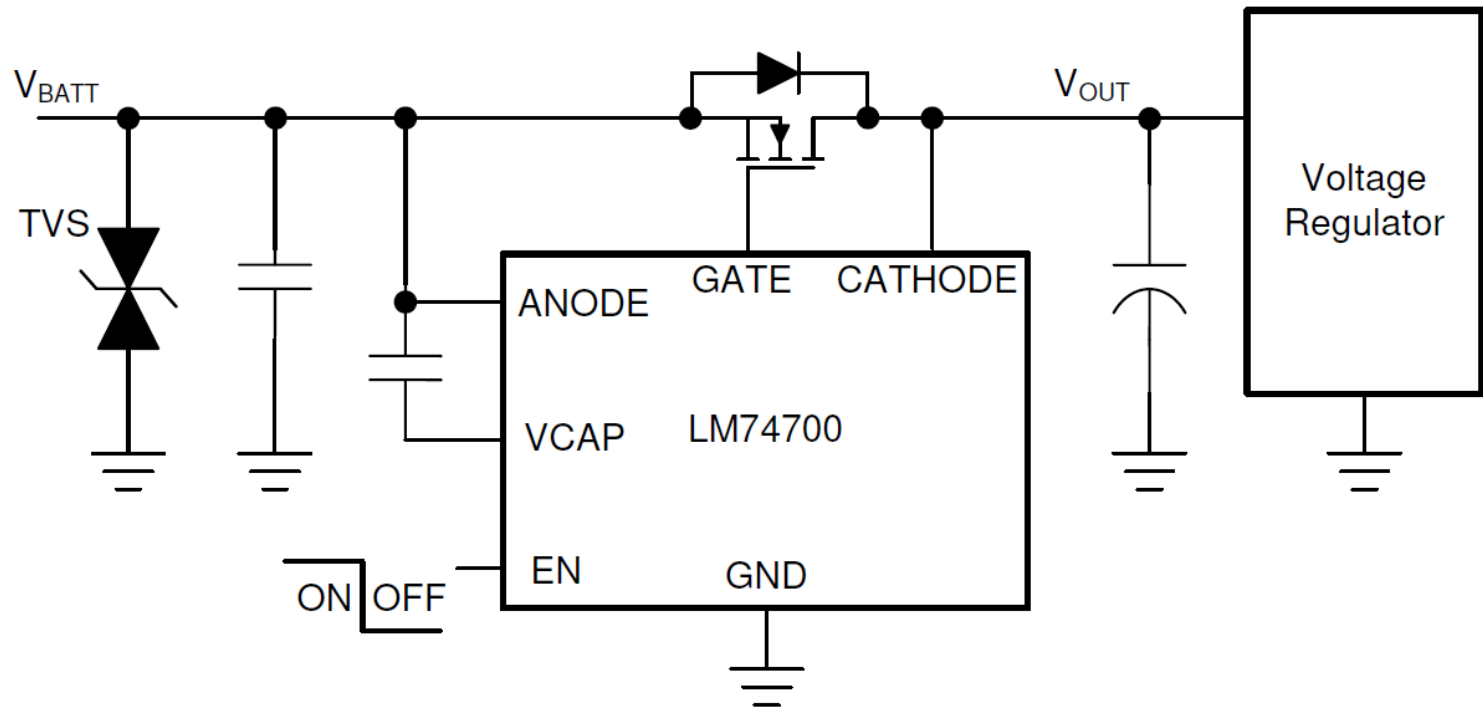 VBATT
VOUT
Voltage
Regulator
TVS
GATE
CATHODE
ANODE
VCAP
LM74700
EN
GND
ON
OFF